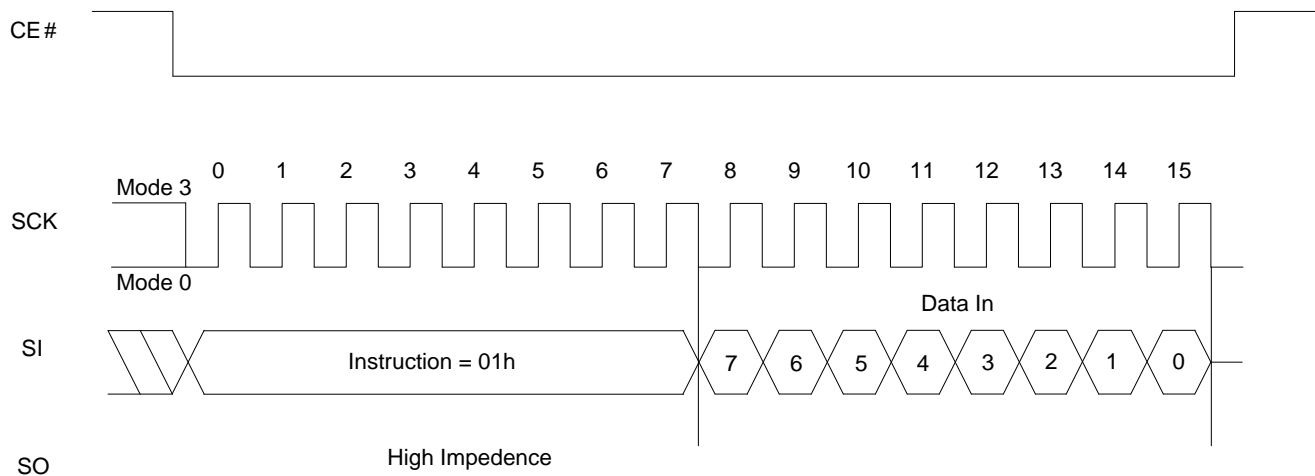 CE#
0 1 2 3 4 5 6 7 8 9 10 11 12 13 14 15
Mode 3
SCK
Mode 0
Data In
SI
Instruction = 01h
7 6 5 4 3 2 1 0
High Impedence
SO